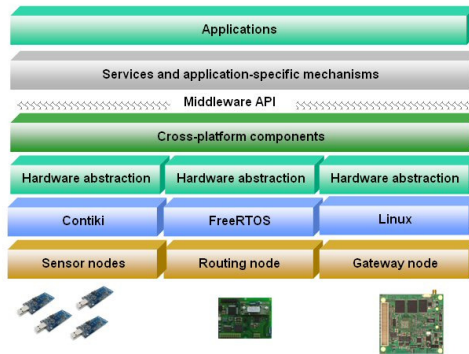 Applications
Services and application-specific mechanisms
Middleware API
Cross-platform components
Hardware abstraction Hardware abstraction Hardware abstraction
Contiki FreeRTOS Linux
Sensor nodes Routing node Gateway node